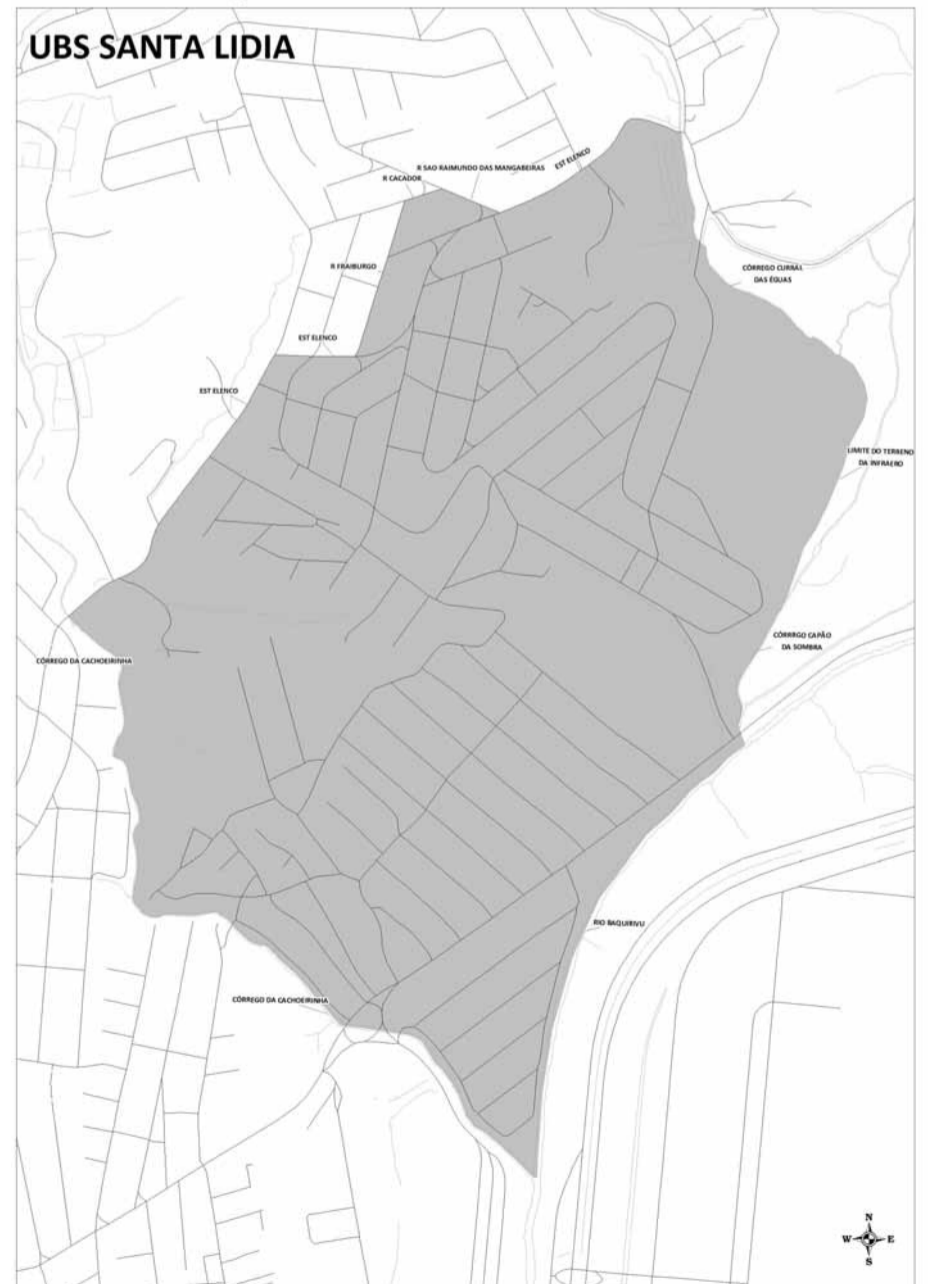 UBS SANTA LIDIA
EST ELENCO
R SAO RAIMUNDO DAS MANGABEIRAS
R CACADOR
R FRAIBURGO
CÓRREGO CURRAL
DAS ÉGUAS
EST ELENCO
EST ELENCO
LIMITE DO TERRENO
DA INFRAERO
CÓRREGO CAPÃO
DA SOMBRA
CÓRREGO DA CACHOEIRINHA
RIO BAQUIRIVU
CÓRREGO DA CACHOEIRINHA
N
W
E
S